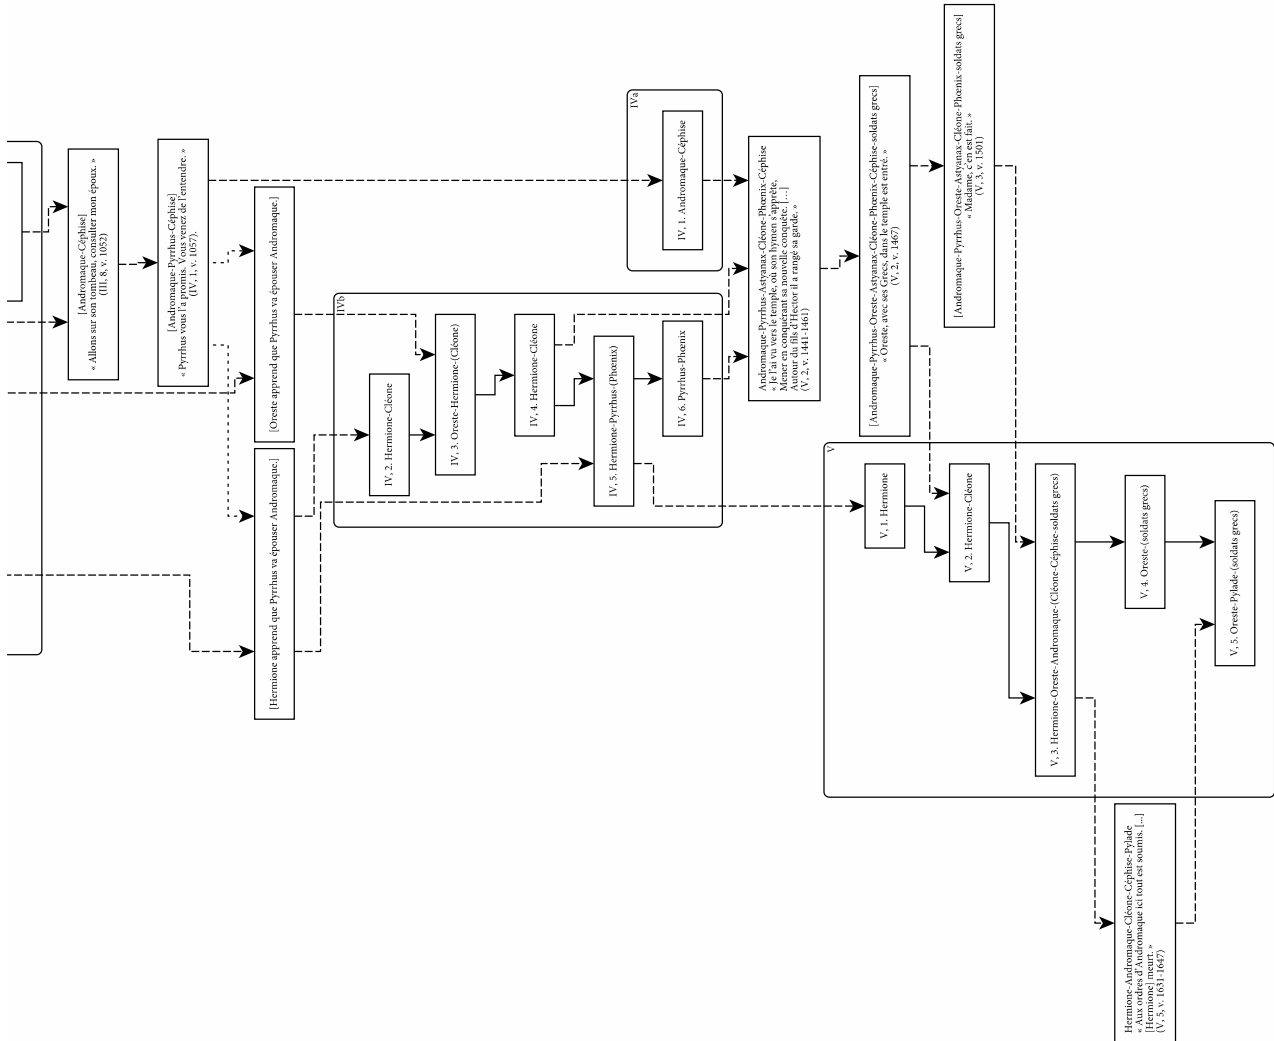 [Andromaque-Céphise]
« Allons sur son tombeau, consulter mon époux. »
(III, 8, v. 1052)
[Andromaque-Pyrrhus-Céphise]
« Pyrrhus vous l'a promis. Vous venez de l'entendre. »
(IV, 1, v. 1057).
[Oreste apprend que Pyrrhus va épouser Andromaque.]
[Hermione apprend que Pyrrhus va épouser Andromaque.]
IVb
IV, 2. Hermione-Cléone
IV, 3. Oreste-Hermione-(Cléone)
IV, 4. Hermione-Cléone
IV, 5. Hermione-Pyrrhus-(Phœnix)
IV, 6. Pyrrhus-Phœnix
IVa
IV, 1. Andromaque-Céphise
Andromaque-Pyrrhus-Astyanax-Cléone-Phœnix-Céphise
« Je l'ai vu vers le temple, où son hymen s'apprête,
Mener en conquérant sa nouvelle conquête. […]
Autour du fils d'Hector il a rangé sa garde. »
(V, 2, v. 1441-1461)
[Andromaque-Pyrrhus-Oreste-Astyanax-Cléone-Phœnix-Céphise-soldats grecs]
« Oreste, avec ses Grecs, dans le temple est entré. »
(V, 2, v. 1467)
[Andromaque-Pyrrhus-Oreste-Astyanax-Cléone-Phœnix-soldats grecs]
« Madame, c'en est fait. »
(V, 3, v. 1501)
V
V, 1. Hermione
V, 2. Hermione-Cléone
V, 3. Hermione-Oreste-Andromaque-(Cléone-Céphise-soldats grecs)
V, 4. Oreste-(soldats grecs)
V, 5. Oreste-Pylade-(soldats grecs)
Hermione-Andromaque-Cléone-Céphise-Pylade
« Aux ordres d'Andromaque ici tout est soumis. […]
[Hermione] meurt. »
(V, 5, v. 1631-1647)